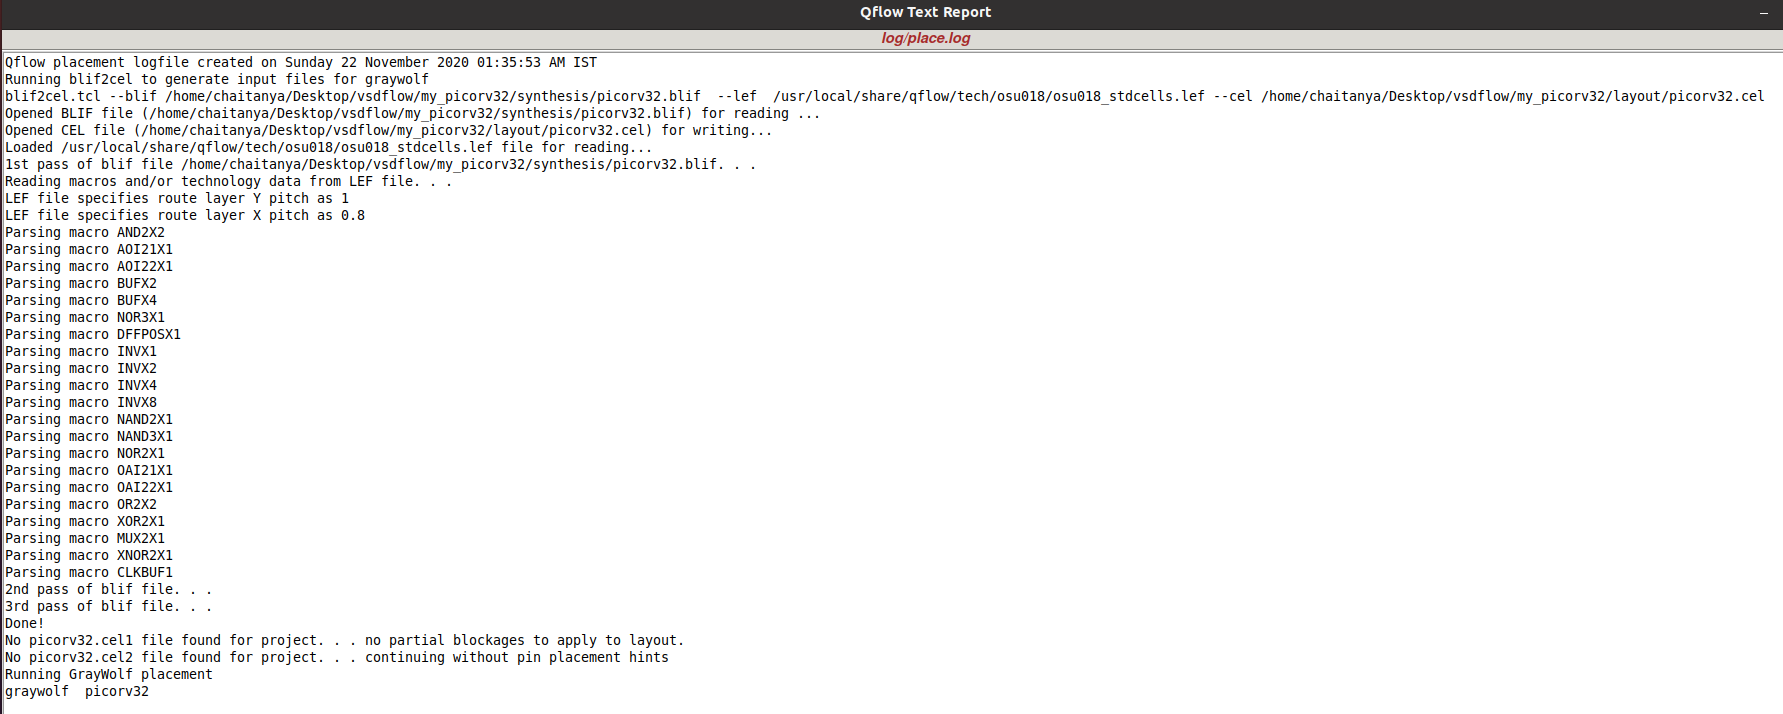 Qflow Text Report
log/place.log
Qflow placement logfile created on Sunday 22 November 2020 01:35:53 AM IST
Running blif2cel to generate input files for graywolf
blif2cel.tcl --blif /home/chaitanya/Desktop/vsdflow/my_picorv32/synthesis/picorv32.blif  --lef  /usr/local/share/qflow/tech/osu018/osu018_stdcells.lef --cel /home/chaitanya/Desktop/vsdflow/my_picorv32/layout/picorv32.cel
Opened BLIF file (/home/chaitanya/Desktop/vsdflow/my_picorv32/synthesis/picorv32.blif) for reading ...
Opened CEL file (/home/chaitanya/Desktop/vsdflow/my_picorv32/layout/picorv32.cel) for writing...
Loaded /usr/local/share/qflow/tech/osu018/osu018_stdcells.lef file for reading...
1st pass of blif file /home/chaitanya/Desktop/vsdflow/my_picorv32/synthesis/picorv32.blif. . .
Reading macros and/or technology data from LEF file. . .
LEF file specifies route layer Y pitch as 1
LEF file specifies route layer X pitch as 0.8
Parsing macro AND2X2
Parsing macro AOI21X1
Parsing macro AOI22X1
Parsing macro BUFX2
Parsing macro BUFX4
Parsing macro NOR3X1
Parsing macro DFFPOSX1
Parsing macro INVX1
Parsing macro INVX2
Parsing macro INVX4
Parsing macro INVX8
Parsing macro NAND2X1
Parsing macro NAND3X1
Parsing macro NOR2X1
Parsing macro OAI21X1
Parsing macro OAI22X1
Parsing macro OR2X2
Parsing macro XOR2X1
Parsing macro MUX2X1
Parsing macro XNOR2X1
Parsing macro CLKBUF1
2nd pass of blif file. . .
3rd pass of blif file. . .
Done!
No picorv32.cel1 file found for project. . . no partial blockages to apply to layout.
No picorv32.cel2 file found for project. . . continuing without pin placement hints
Running GrayWolf placement
graywolf  picorv32